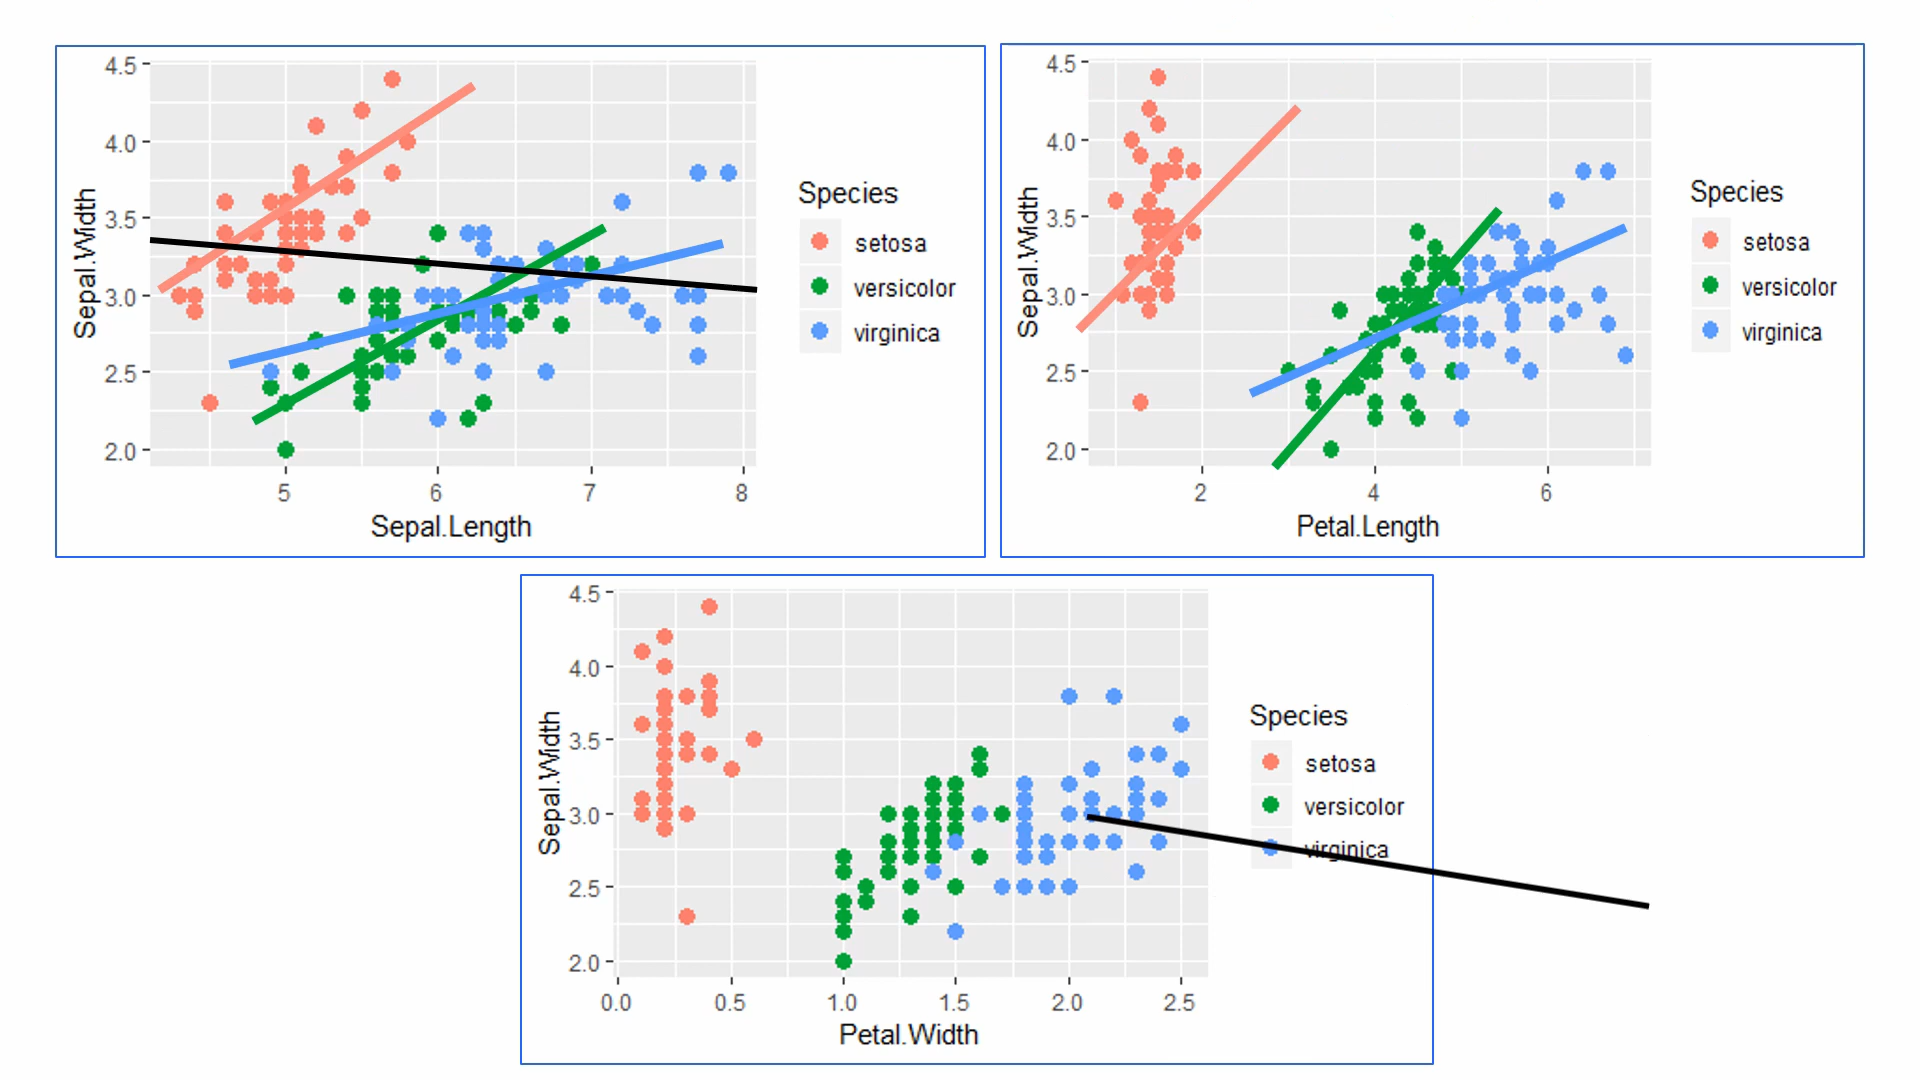 4.5
4.0
3.5
3.0
2.5
2.0
Sepal.Width
5 6 7 8
Sepal.Length
Species
setosa
versicolor
virginica
4.5
4.0
3.5
3.0
2.5
2.0
Sepal.Width
2 4 6
Petal.Length
Species
setosa
versicolor
virginica
4.5
4.0
3.5
3.0
2.5
2.0
Sepal.Width
0.0 0.5 1.0 1.5 2.0 2.5
Petal.Width
Species
setosa
versicolor
virginica